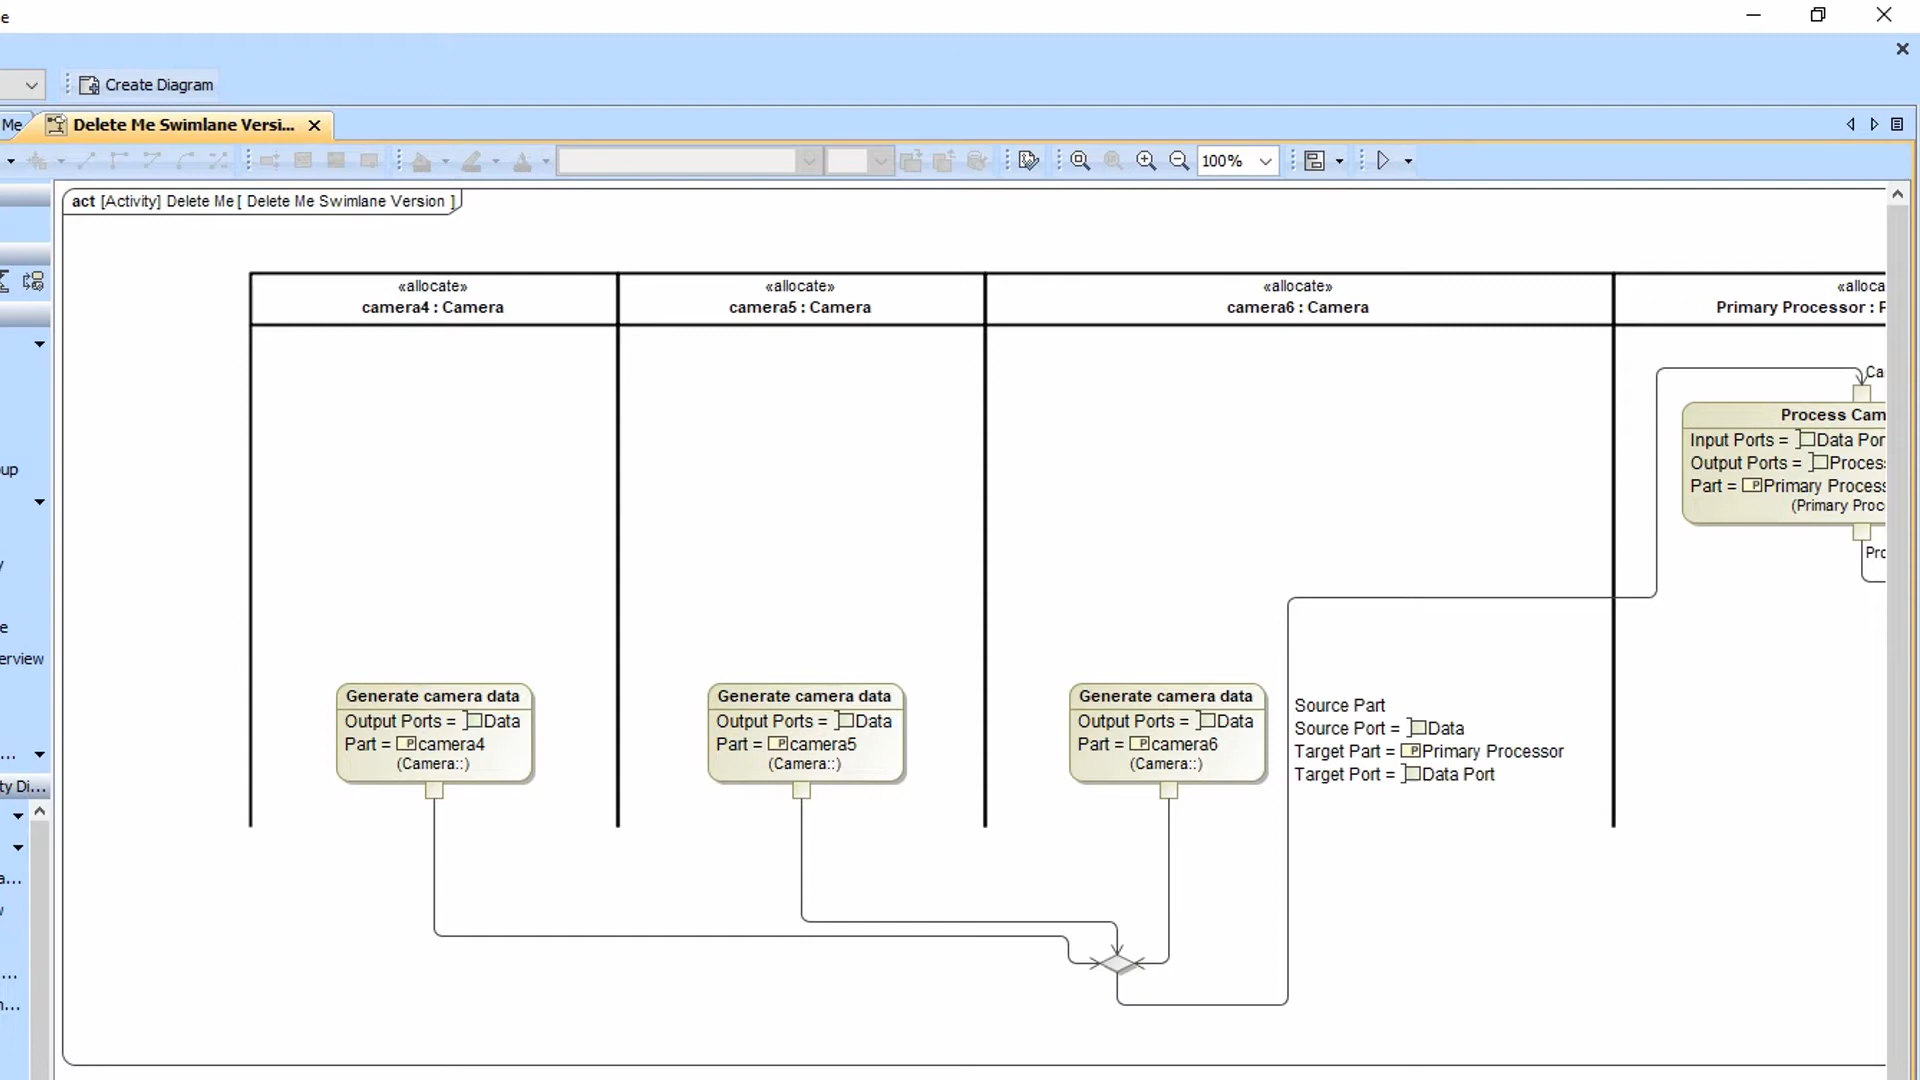 e
Create Diagram
Me
Delete Me Swimlane Versi...
100%
act [Activity] Delete Me [ Delete Me Swimlane Version ]
«allocate»
camera4 : Camera
«allocate»
camera5 : Camera
«allocate»
camera6 : Camera
«alloca
Primary Processor : P
Ca
Process Cam
Input Ports = Data Por
Output Ports = Process
Part = Primary Process
(Primary Proc
Pro
up
y
e
erview
...
ty Di...
a...
w
...
n...
Generate camera data
Output Ports = Data
Part = camera4
(Camera::)
Generate camera data
Output Ports = Data
Part = camera5
(Camera::)
Generate camera data
Output Ports = Data
Part = camera6
(Camera::)
Source Part
Source Port = Data
Target Part = Primary Processor
Target Port = Data Port